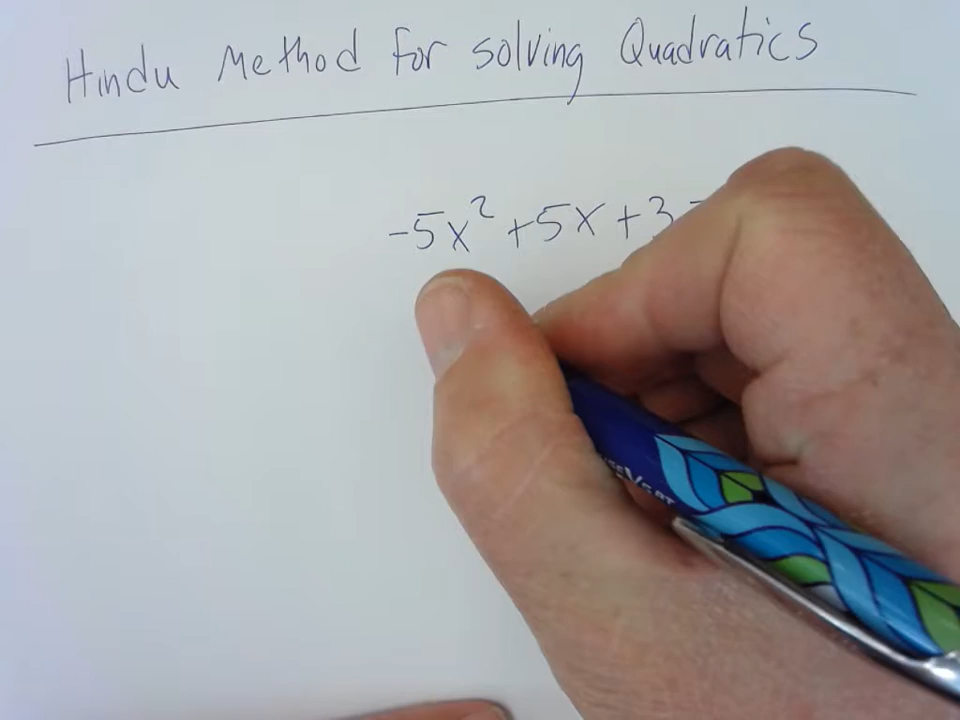 Hindu Method for solving Quadratics
-5x² +5x +3